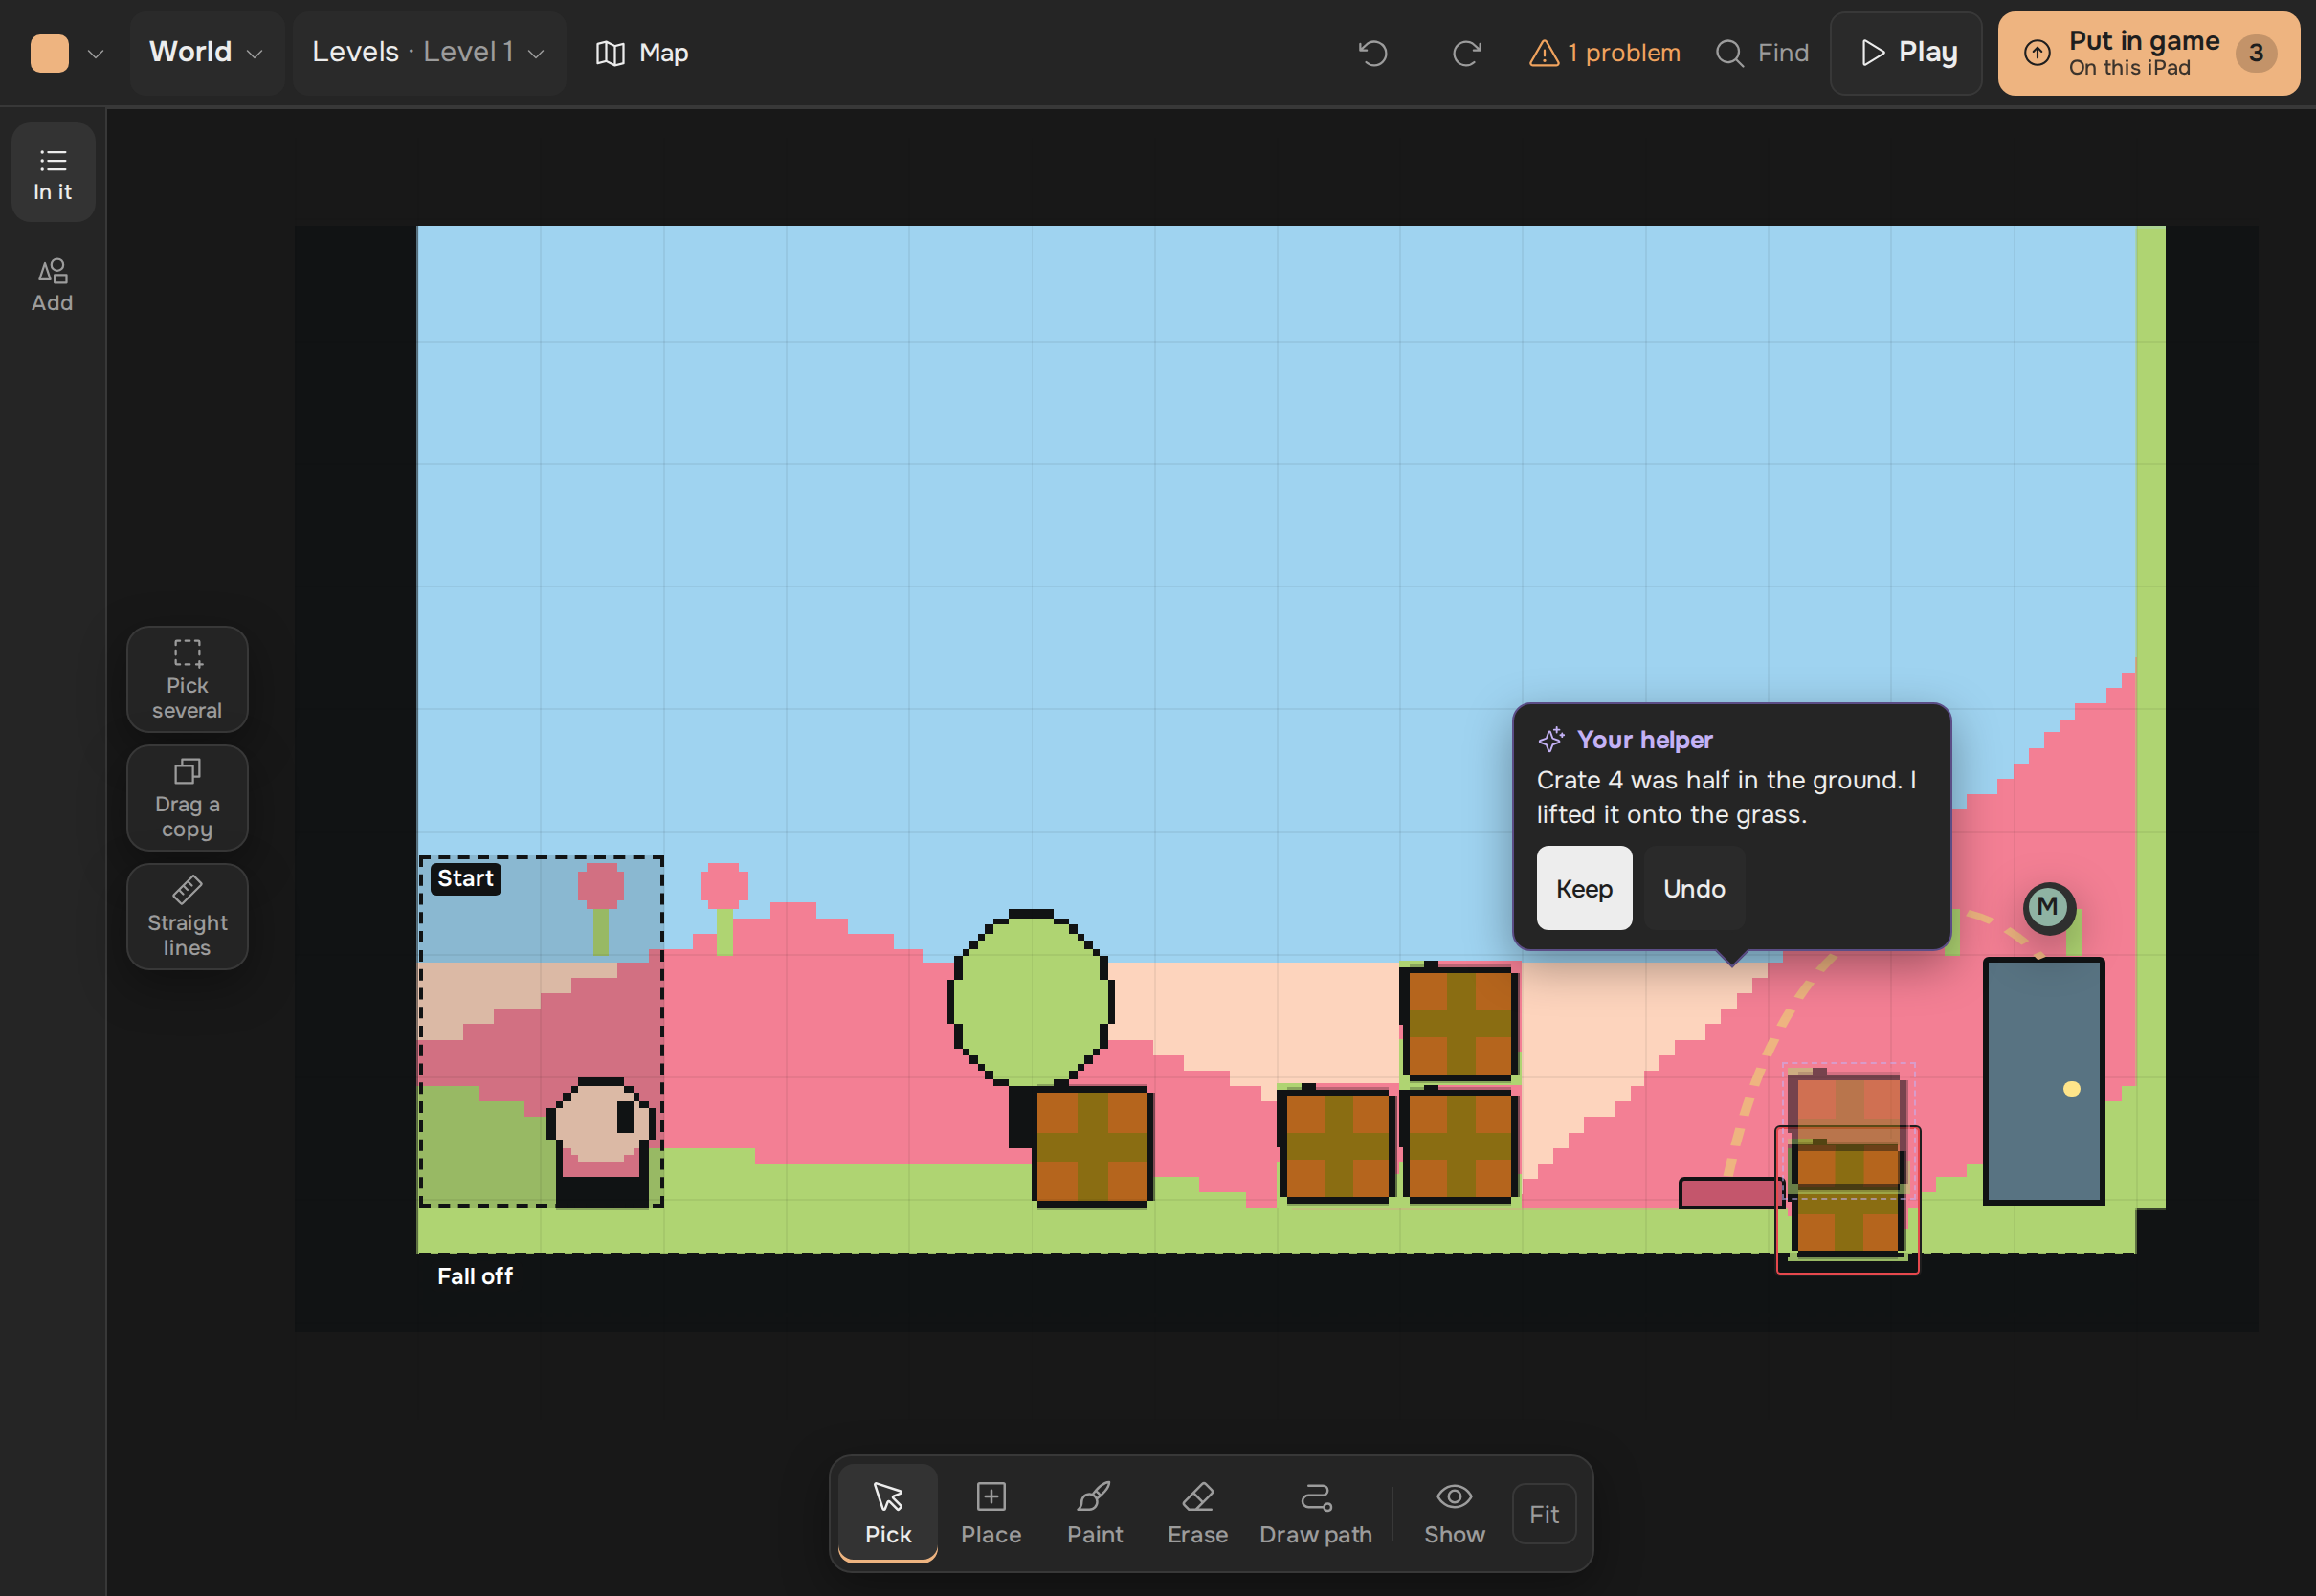 World
Levels · Level 1
Map
1 problem
Find
Play
Put in game
On this iPad
3
In it
Add
Pick
several
Drag a
copy
Straight
lines
Your helper
Crate 4 was half in the ground. I
lifted it onto the grass.
Keep
Undo
Start
M
Fall off
Pick
Place
Paint
Erase
Draw path
Show
Fit